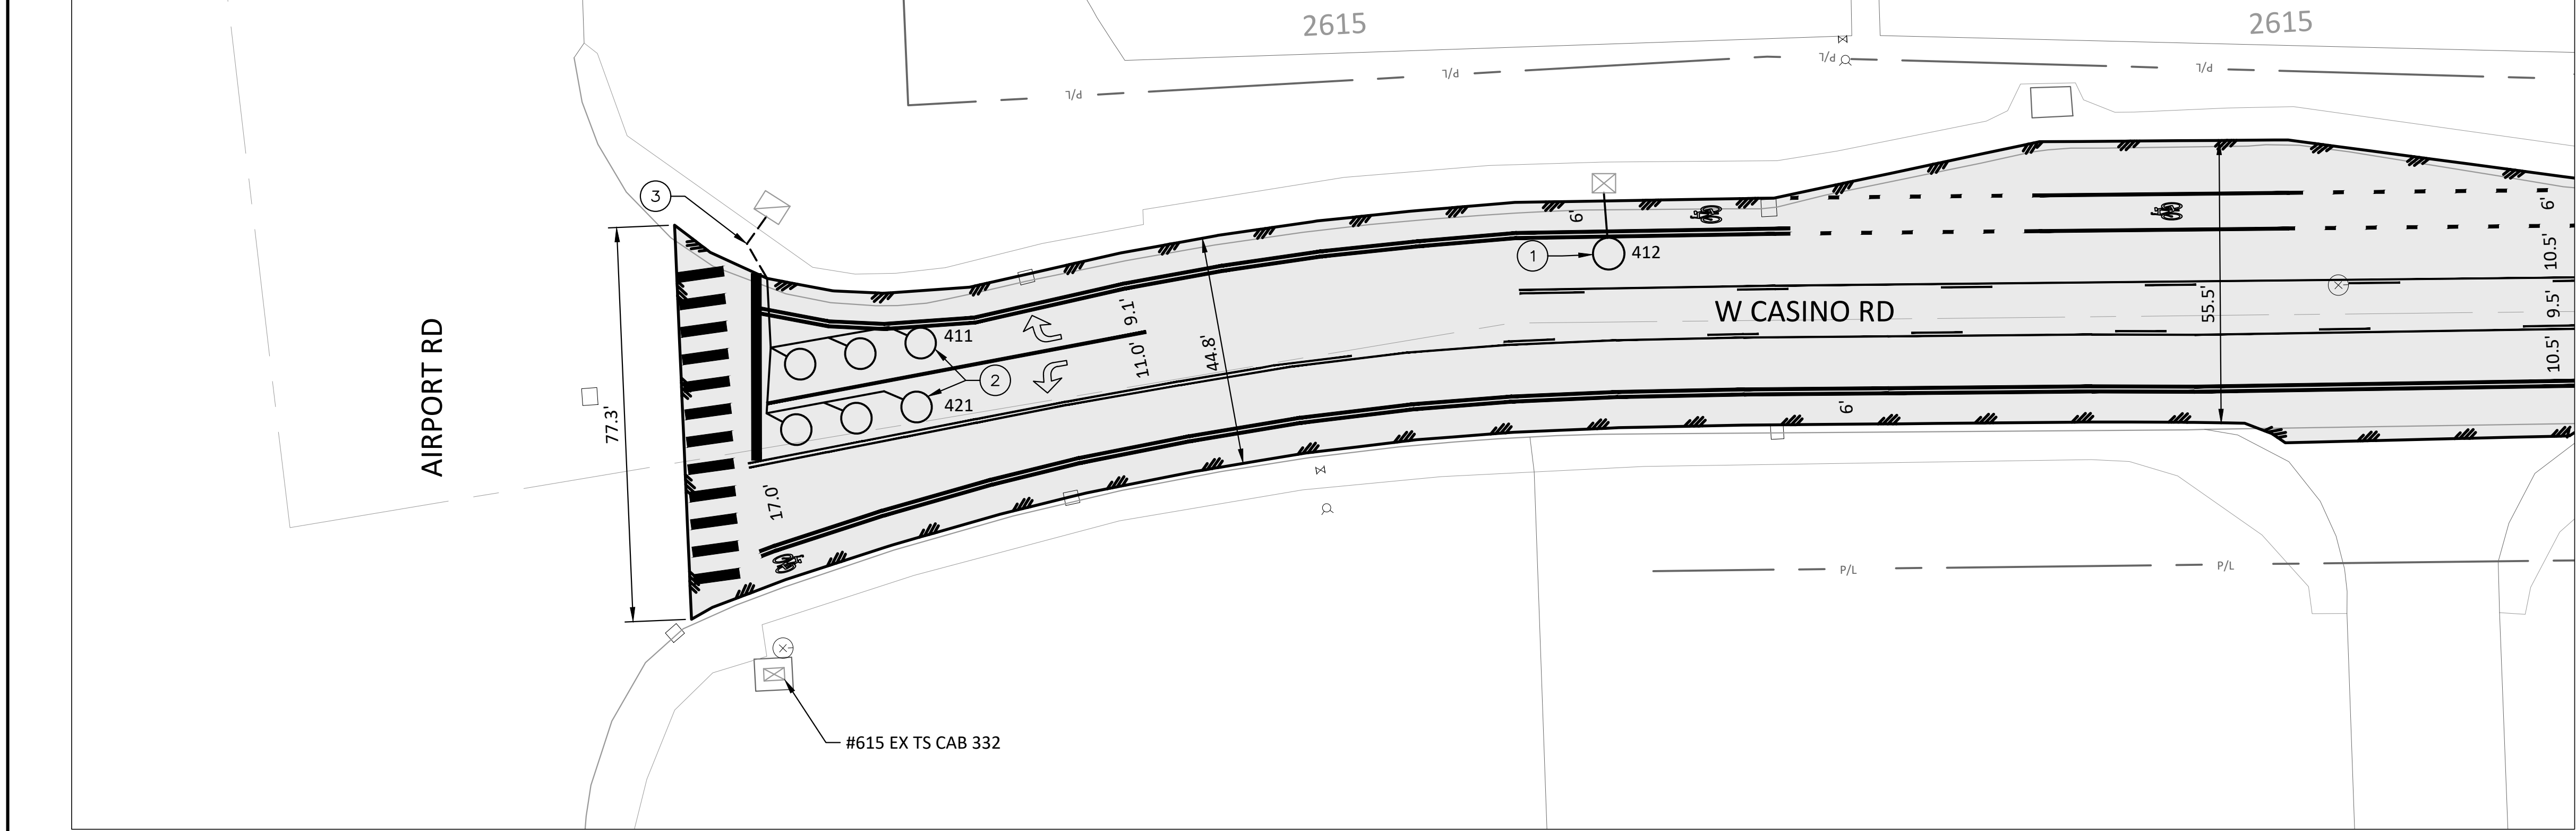 2615
2615
P/L
P/L
P/L
P/L
3
6'
6'
1
412
10.5'
W CASINO RD
55.5'
9.5'
9.1'
411
AIRPORT RD
44.8'
11.0'
10.5'
2
421
77.3'
6'
17.0'
P/L
P/L
#615 EX TS CAB 332